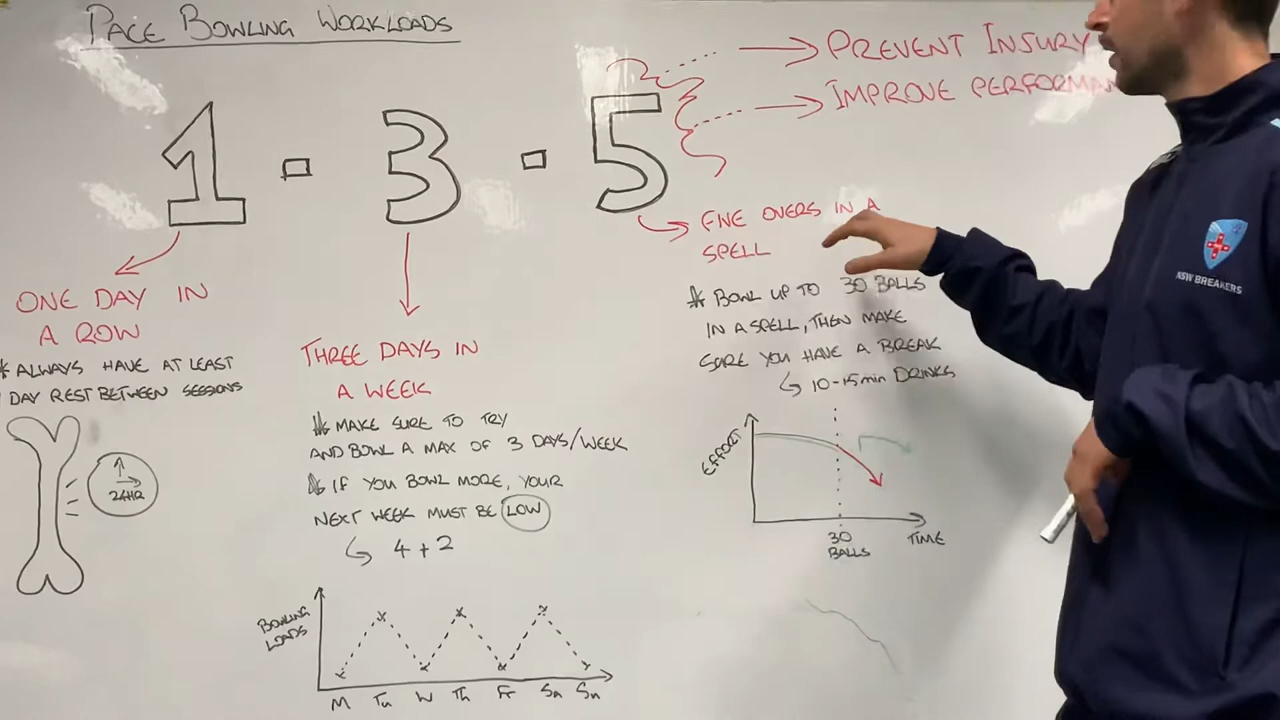 PACE BOWLING WORKLOADS
1 - 3 - 5
PREVENT INJURY
IMPROVE
ONE DAY IN
A ROW
* ALWAYS HAVE AT LEAST
DAY REST BETWEEN SESSIONS
24HR
THREE DAYS IN
A WEEK
* MAKE SURE TO TRY
AND BOWL A MAX OF 3 DAYS/WEEK
* IF YOU BOWL MORE, YOUR
NEXT WEEK MUST BE LOW
4 + 2
BOWLING
LOADS
M Tu W Th Fr Sa Su
FIVE OVERS IN A
SPELL
* BOWL UP TO 30 BALLS
IN A SPELL, THEN MAKE
SURE YOU HAVE A BREAK
10-15min DRINKS
EFFORT
30
BALLS
TIME
NSW BREAKERS